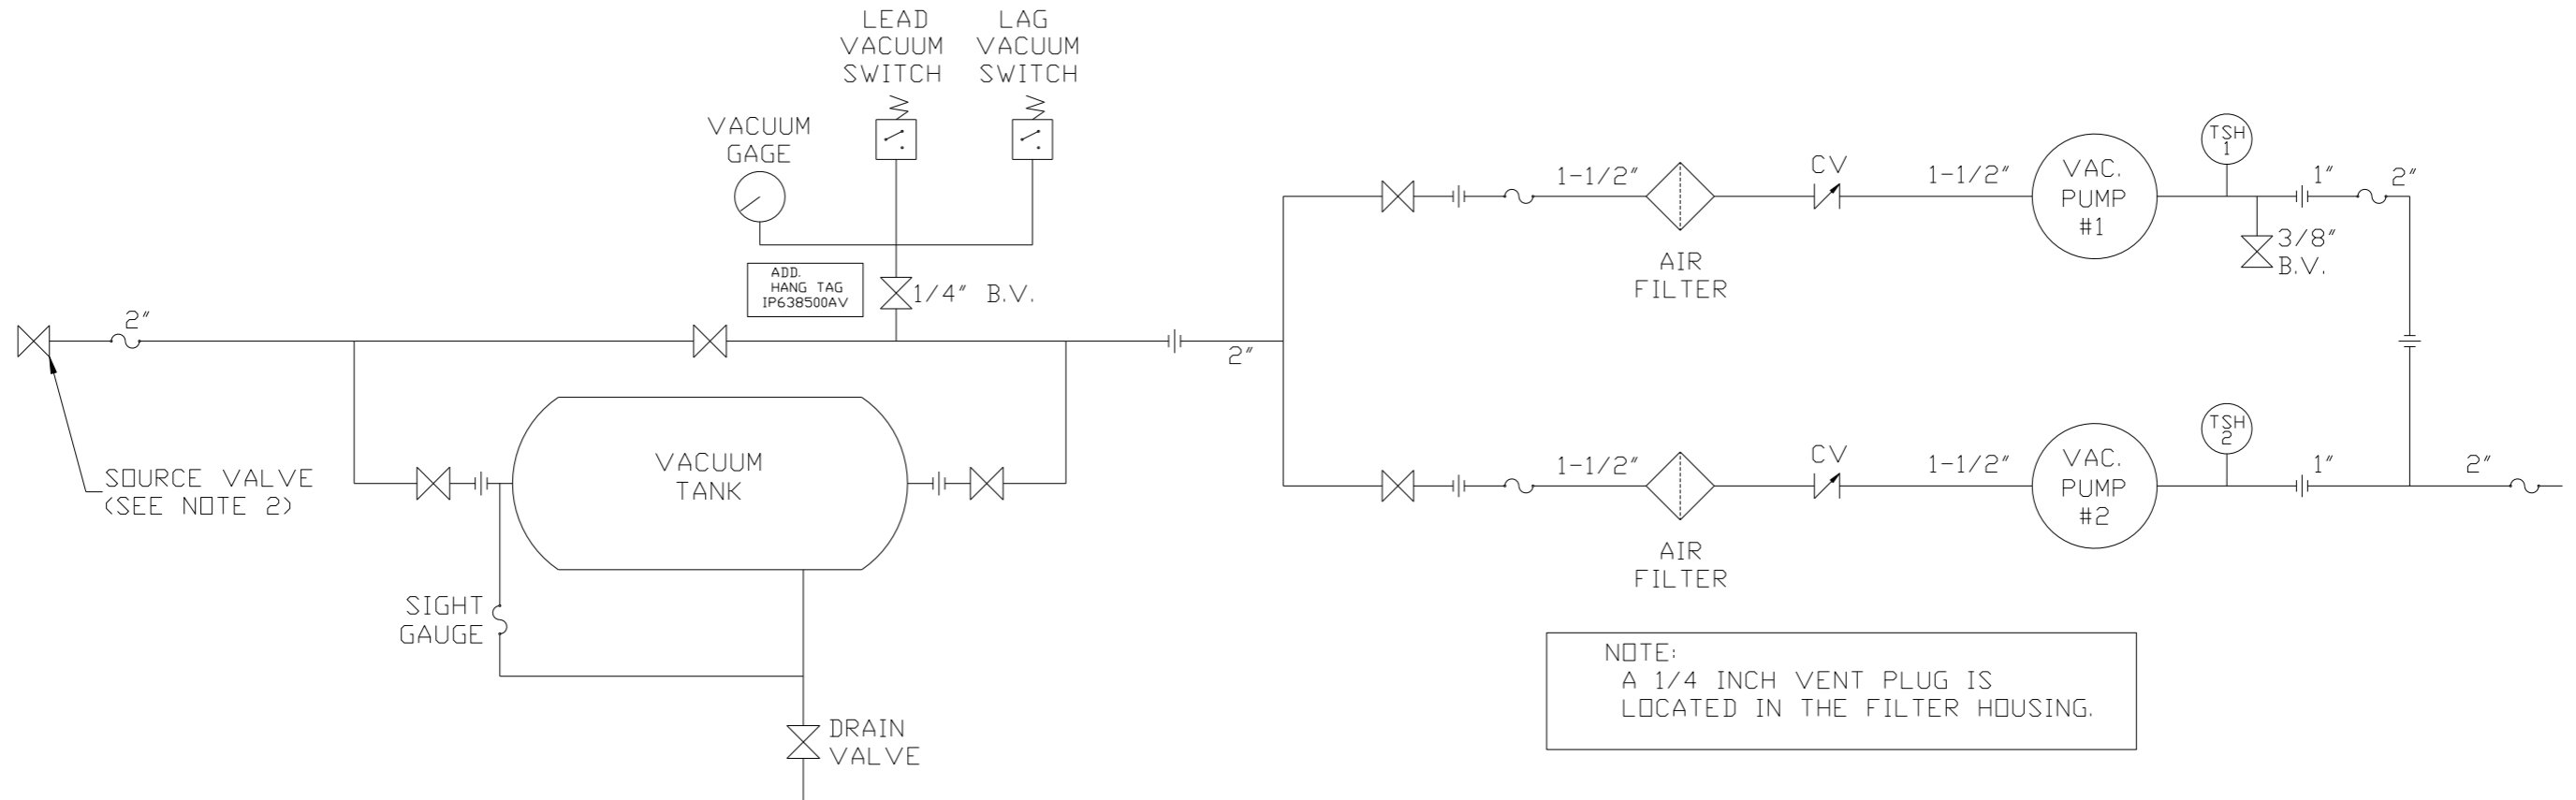 LEAD
VACUUM
SWITCH
LAG
VACUUM
SWITCH
VACUUM
GAGE
ADD.
HANG TAG
IP638500AV
1/4" B.V.
2"
SOURCE VALVE
(SEE NOTE 2)
VACUUM
TANK
SIGHT
GAUGE
DRAIN
VALVE
2"
1-1/2"
AIR
FILTER
CV
1-1/2"
VAC.
PUMP
#1
TSH
1
1"
2"
3/8"
B.V.
1-1/2"
AIR
FILTER
CV
1-1/2"
VAC.
PUMP
#2
TSH
2
1"
2"
NOTE:
A 1/4 INCH VENT PLUG IS
LOCATED IN THE FILTER HOUSING.